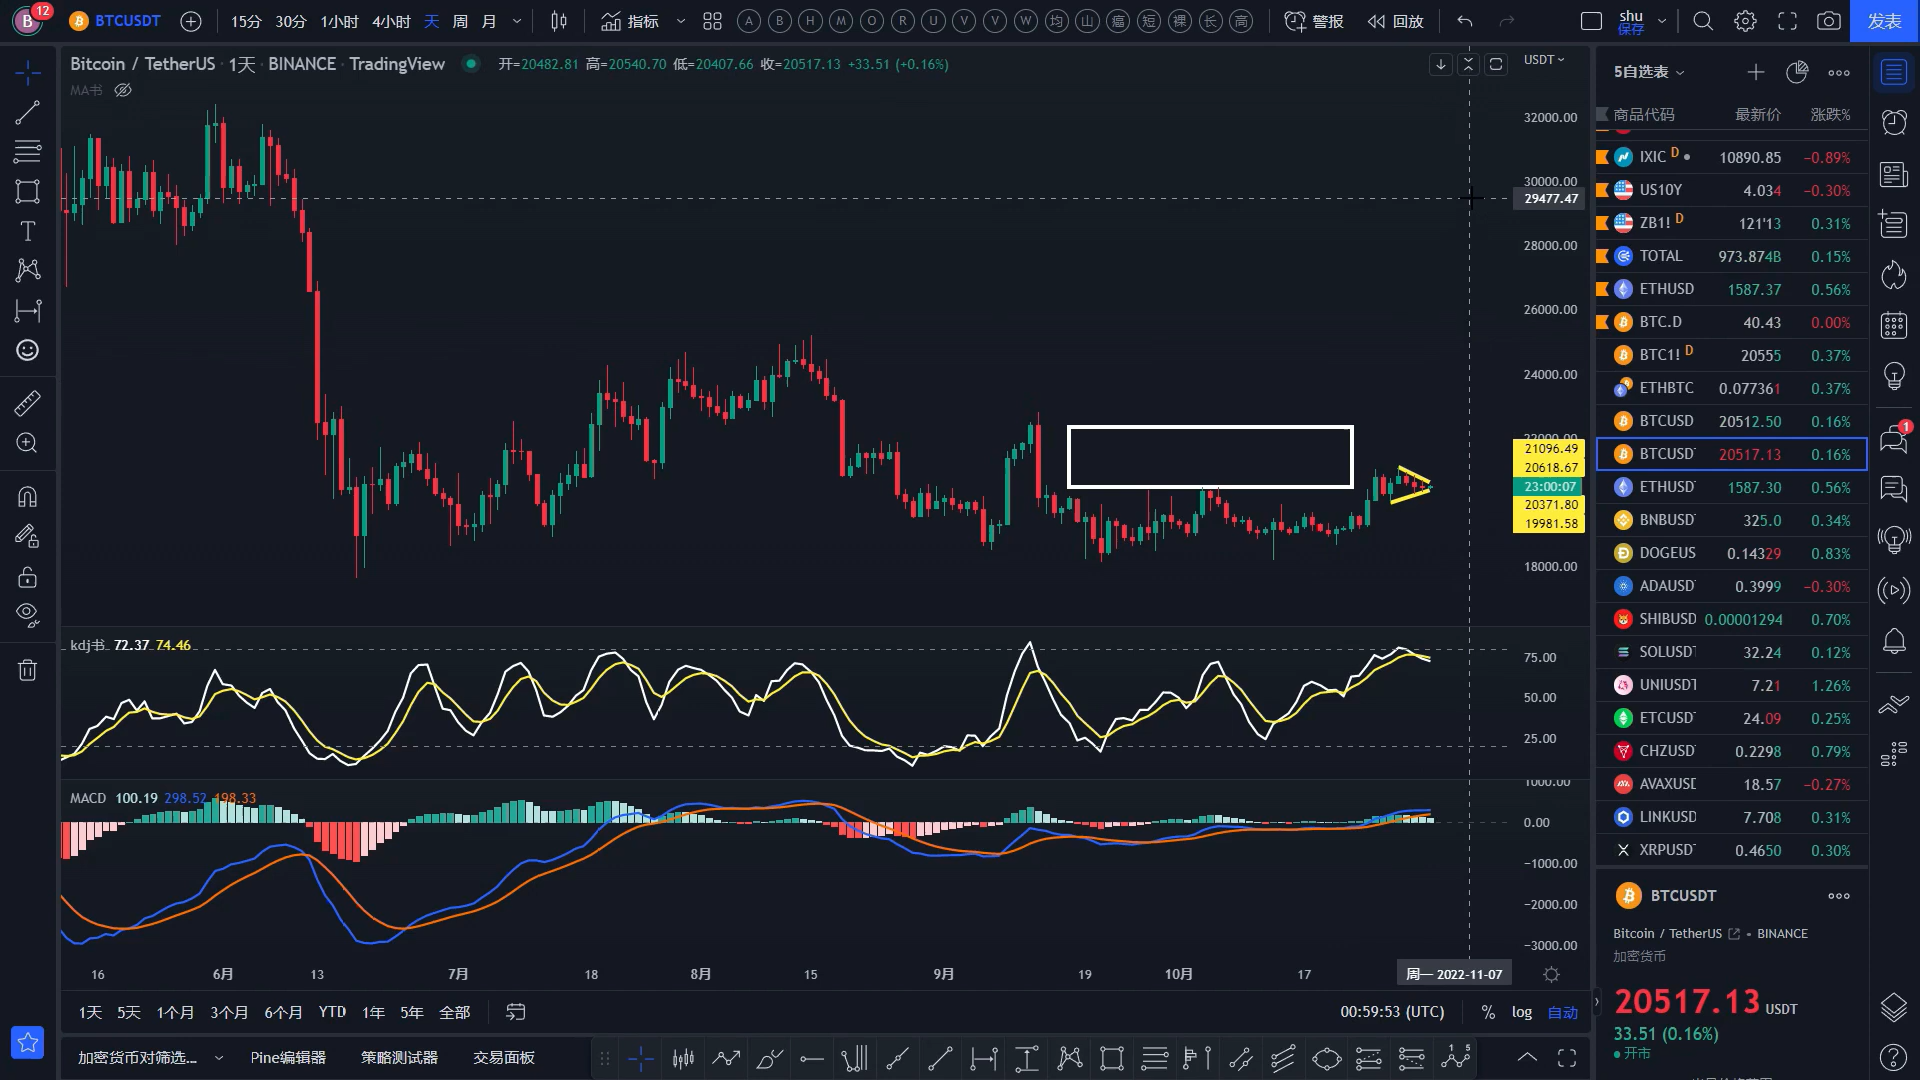 B 12 BTCUSDT 15分 30分 1小时 4小时 天 周 月 指标 A B H M O R U V V W 均 山 瘟 短 裸 长 高 警报 回放 shu 保存 发表
Bitcoin / TetherUS · 1天 · BINANCE · TradingView 开=20482.81 高=20540.70 低=20407.66 收=20517.13 +33.51 (+0.16%)
MA书
USDT
32000.00
30000.00
29477.47
28000.00
26000.00
24000.00
22000.00
21096.49
20618.67
23:00:07
20371.80
19981.58
18000.00
kdj书 72.37 74.46
75.00
50.00
25.00
MACD 100.19 298.52 198.33
1000.00
0.00
−1000.00
−2000.00
−3000.00
16 6月 13 7月 18 8月 15 9月 19 10月 17 周一 2022-11-07
1天 5天 1个月 3个月 6个月 YTD 1年 5年 全部 00:59:53 (UTC) % log 自动
加密货币对筛选... Pine编辑器 策略测试器 交易面板
5自选表
商品代码 最新价 涨跌%
IXIC D 10890.85 −0.89%
US10Y 4.034 −0.30%
ZB1! D 121'13 0.31%
TOTAL 973.874B 0.15%
ETHUSD 1587.37 0.56%
BTC.D 40.43 0.00%
BTC1! D 20555 0.37%
ETHBTC 0.077361 0.37%
BTCUSD 20512.50 0.16%
BTCUSD 20517.13 0.16%
ETHUSD 1587.30 0.56%
BNBUSD 325.0 0.34%
DOGEUS 0.14329 0.83%
ADAUSD 0.3999 −0.30%
SHIBUSD 0.00001294 0.70%
SOLUSD 32.24 0.12%
UNIUSDT 7.21 1.26%
ETCUSD 24.09 0.25%
CHZUSD 0.2298 0.79%
AVAXUSD 18.57 −0.27%
LINKUSD 7.708 0.31%
XRPUSD 0.4650 0.30%
BTCUSDT
Bitcoin / TetherUS • BINANCE
加密货币
20517.13 USDT
33.51 (0.16%)
开市
1